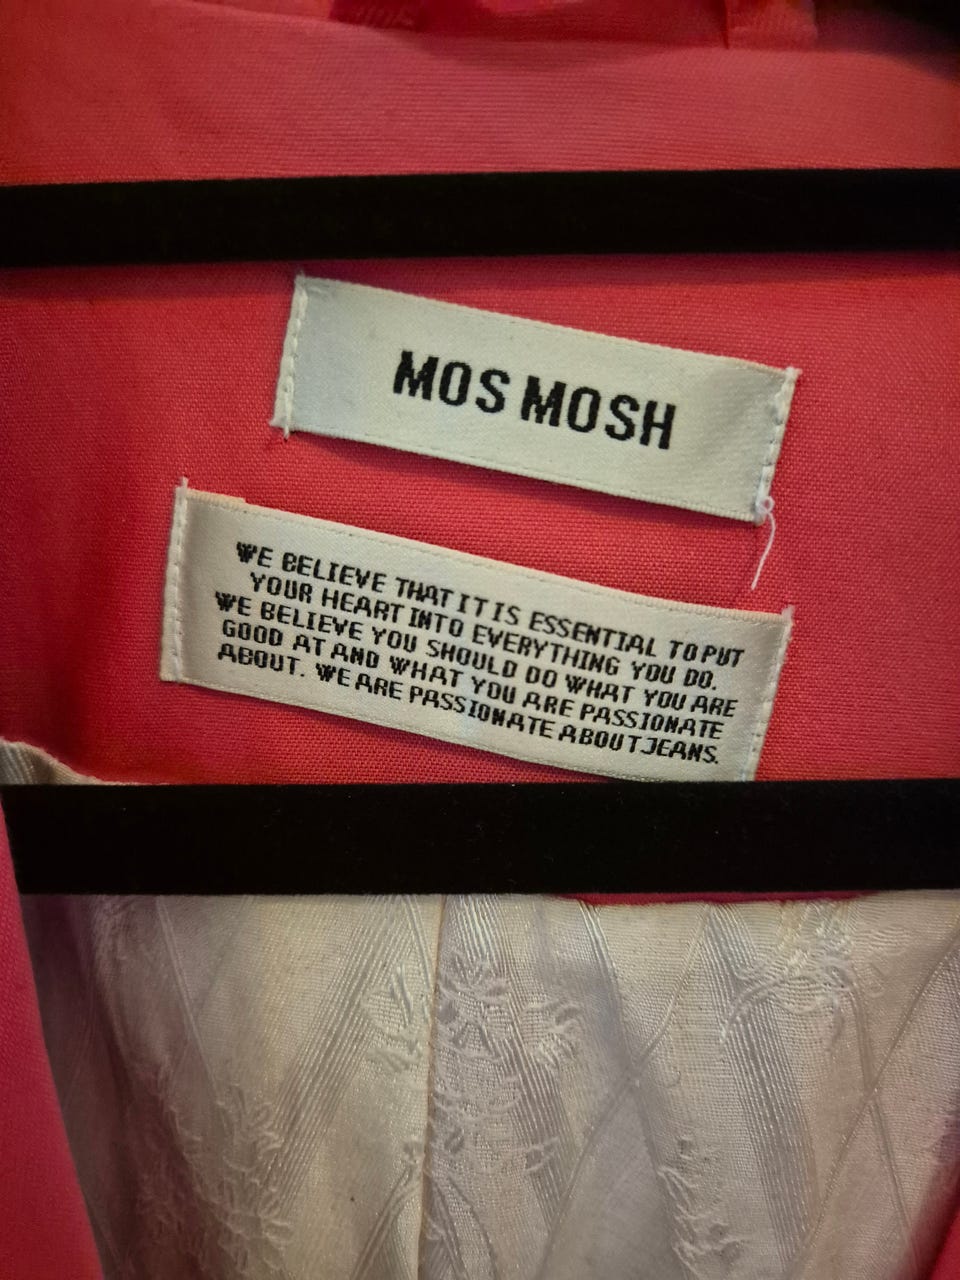 MOS MOSH
WE BELIEVE THAT IT IS ESSENTIAL TO PUT
YOUR HEART INTO EVERYTHING YOU DO.
WE BELIEVE YOU SHOULD DO WHAT YOU ARE
GOOD AT AND WHAT YOU ARE PASSIONATE
ABOUT. WE ARE PASSIONATE ABOUT JEANS.